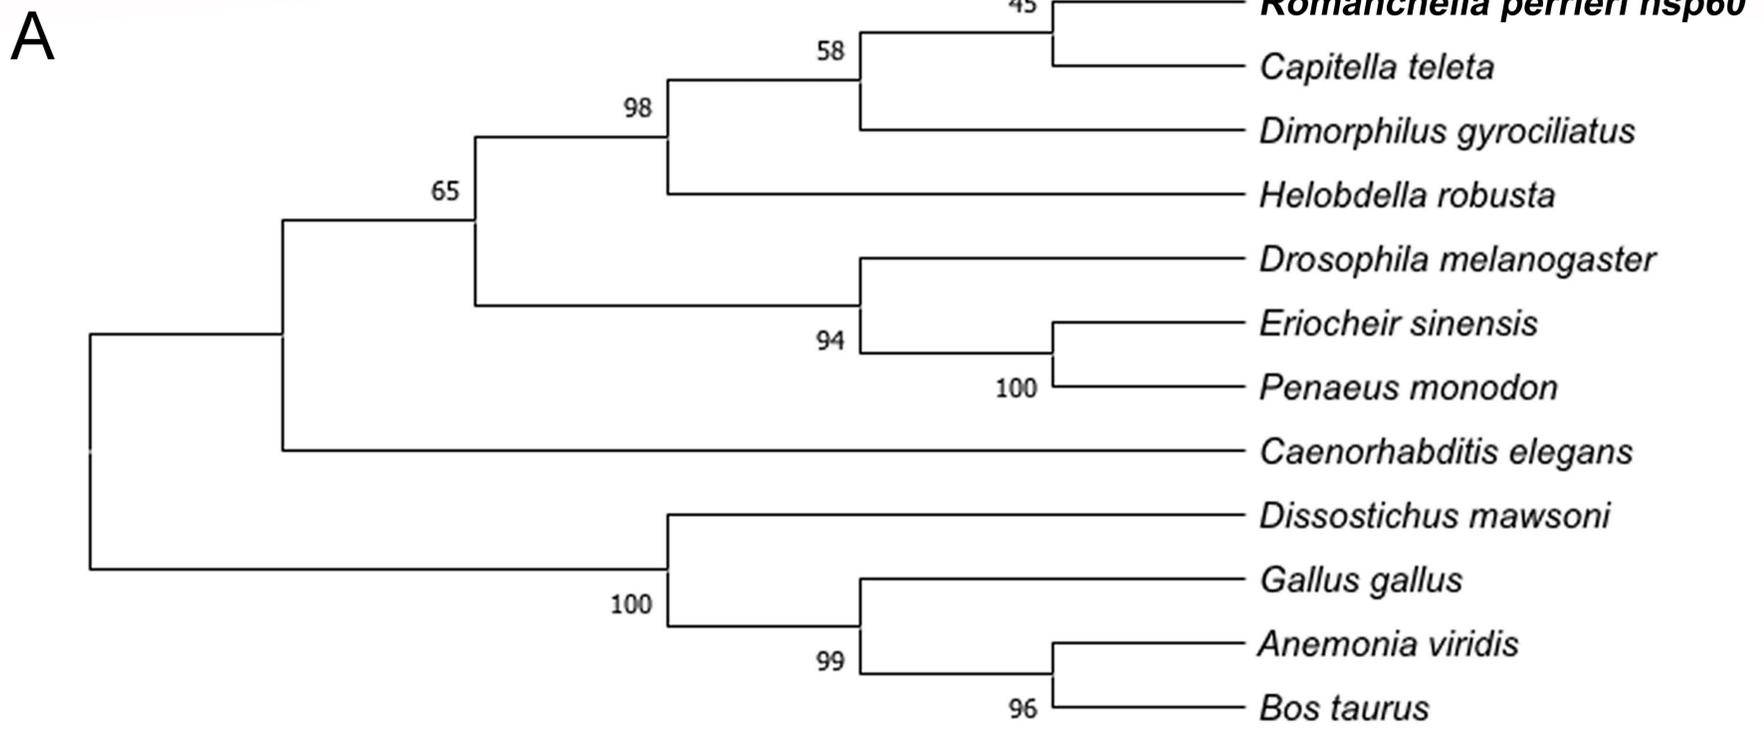 A
45
Romanchella perrieri hsp60
58
Capitella teleta
98
Dimorphilus gyrociliatus
65
Helobdella robusta
Drosophila melanogaster
Eriocheir sinensis
94
Penaeus monodon
100
Caenorhabditis elegans
Dissostichus mawsoni
Gallus gallus
100
Anemonia viridis
99
Bos taurus
96